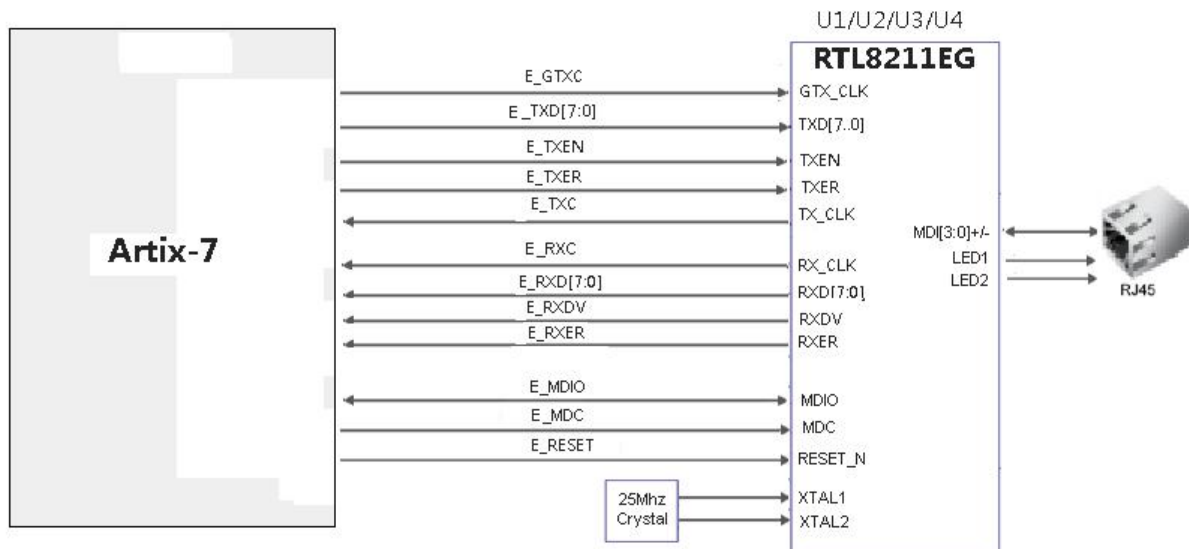 U1/U2/U3/U4
RTL8211EG
E_GTXC
GTX_CLK
E_TXD[7:0]
TXD[7..0]
E_TXEN
TXEN
E_TXER
TXER
E_TXC
TX_CLK
Artix-7
MDI[3:0]+/-
E_RXC
RX_CLK
LED1
E_RXD[7:0]
RXD[7:0]
LED2
RJ45
E_RXDV
RXDV
E_RXER
RXER
E_MDIO
MDIO
E_MDC
MDC
E_RESET
RESET_N
25Mhz
Crystal
XTAL1
XTAL2